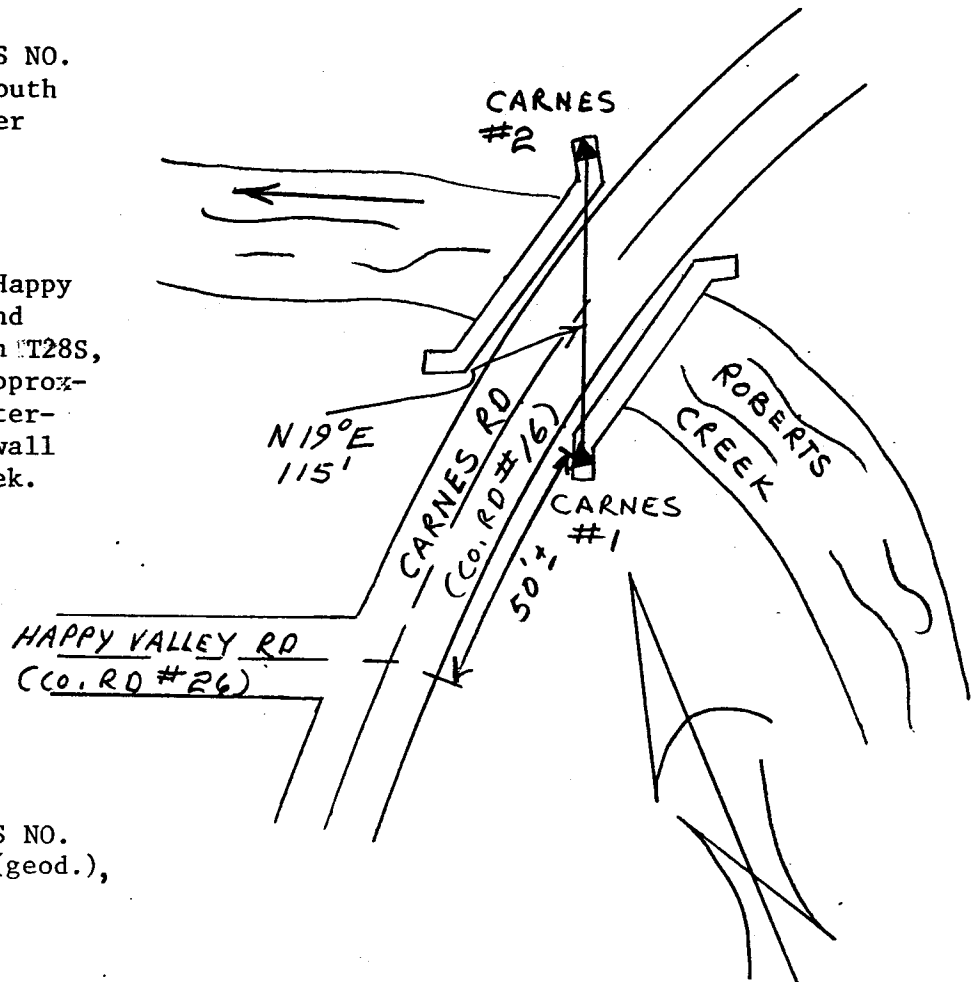 S NO.
outh
er
Happy
nd
n T28S,
pprox-
ter-
wall
ek.
S NO.
(geod.),
CARNES
#2
N 19° E
115'
CARNES RD
(CO. RD #16)
50'±
CARNES
#1
ROBERTS
CREEK
HAPPY VALLEY RD
(CO. RD #26)